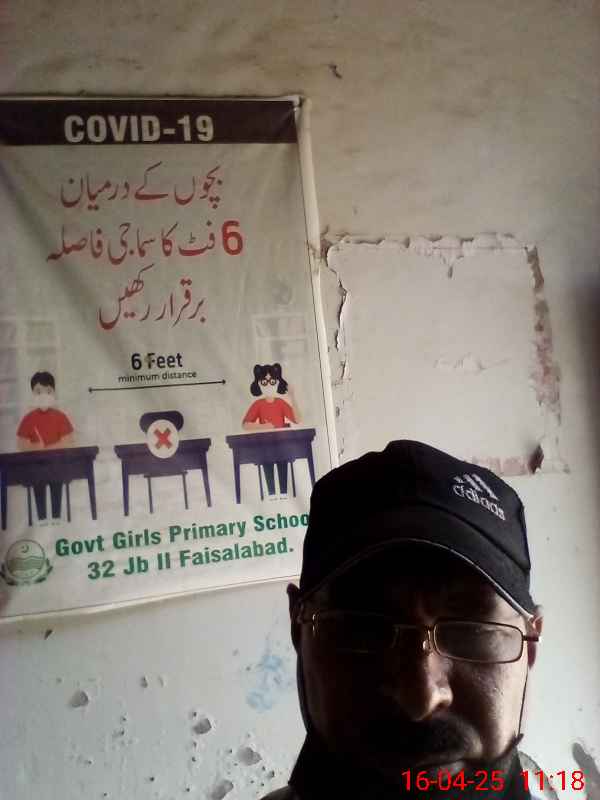 COVID-19
بچوں کے درمیان
6 فٹ کا سماجی فاصلہ
برقرار رکھیں
6 Feet
minimum distance
Govt Girls Primary Schoo
32 Jb II Faisalabad.
adidas
16-04-25 11:18